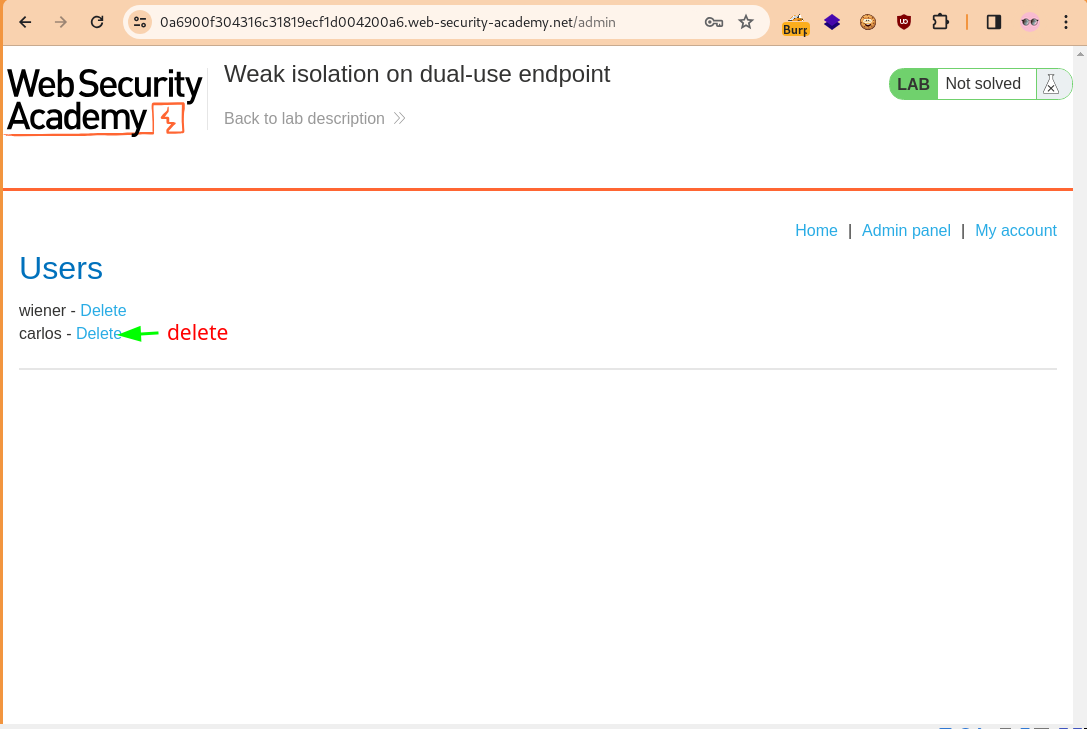 0a6900f304316c31819ecf1d004200a6.web-security-academy.net/admin
Burp
UD
Web Security
Academy
Weak isolation on dual-use endpoint
Back to lab description
LAB Not solved
Home | Admin panel | My account
Users
wiener - Delete
carlos - Delete delete